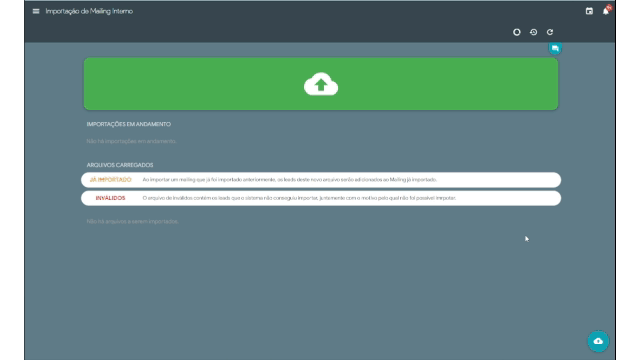 Importação de Mailing Interno
IMPORTAÇÕES EM ANDAMENTO
Não há importações em andamento
ARQUIVOS CARREGADOS
JÁ IMPORTADO Ao importar um mailing que já foi importado anteriormente, os leads deste novo arquivo serão adicionados ao Mailing já importado.
INVÁLIDOS O arquivo de inválidos contém os leads que o sistema não conseguiu importar, juntamente com o motivo pelo qual não foi possível importar.
Não há arquivos a serem importações